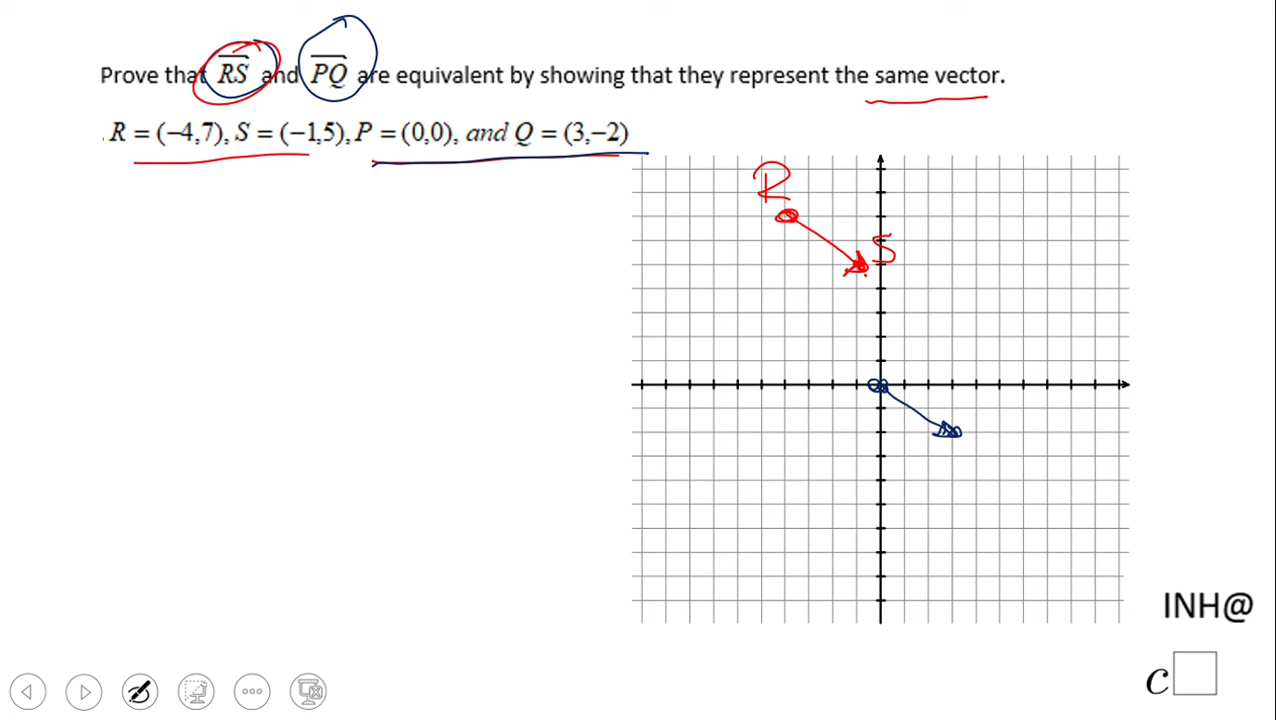 Prove that RS and PQ are equivalent by showing that they represent the same vector.
. R = (−4,7), S = (−1,5), P = (0,0), and Q = (3,−2)
R
S
INH@
c